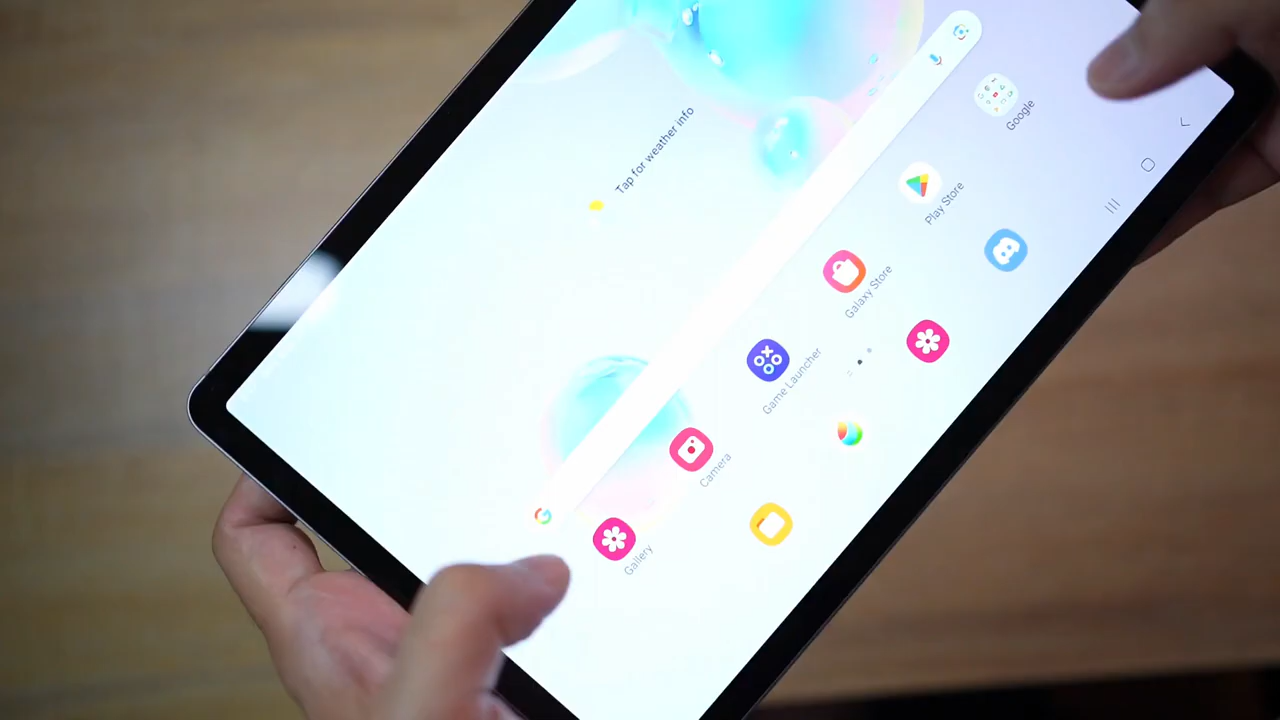 Tap for weather info
Gallery
Camera
Game Launcher
Galaxy Store
Play Store
Google